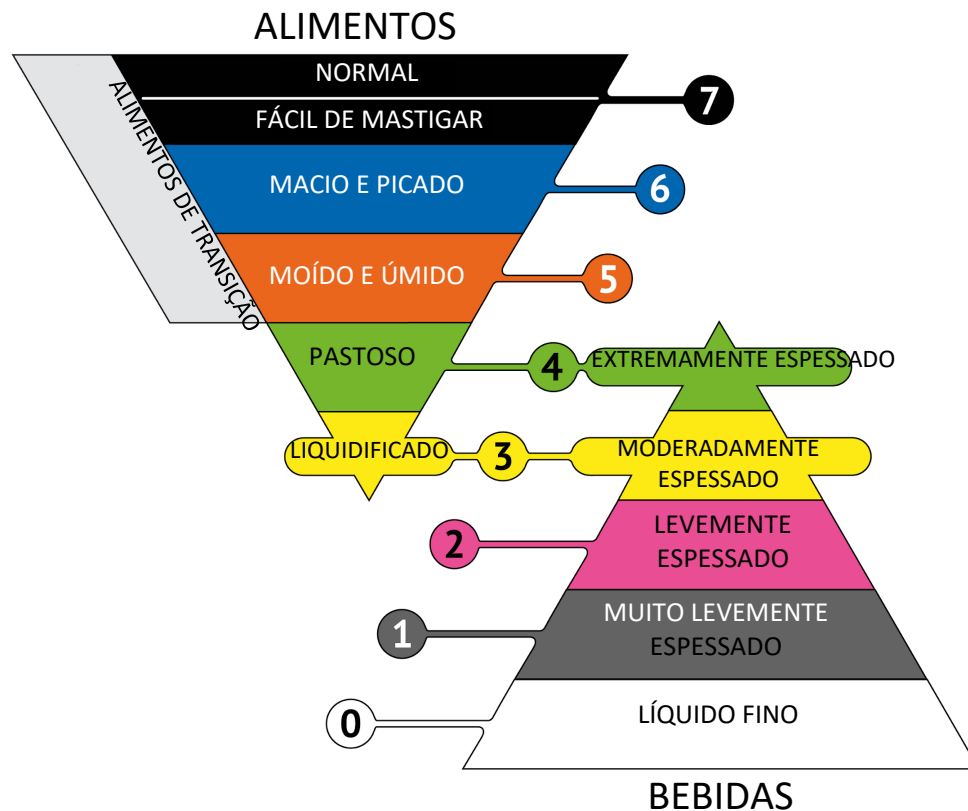 ALIMENTOS
NORMAL
7
FÁCIL DE MASTIGAR
ALIMENTOS DE TRANSIÇÃO
MACIO E PICADO
6
MOÍDO E ÚMIDO
5
PASTOSO
4
EXTREMAMENTE ESPESSADO
LIQUIDIFICADO
3
MODERADAMENTE
ESPESSADO
2
LEVEMENTE
ESPESSADO
1
MUITO LEVEMENTE
ESPESSADO
0
LÍQUIDO FINO
BEBIDAS